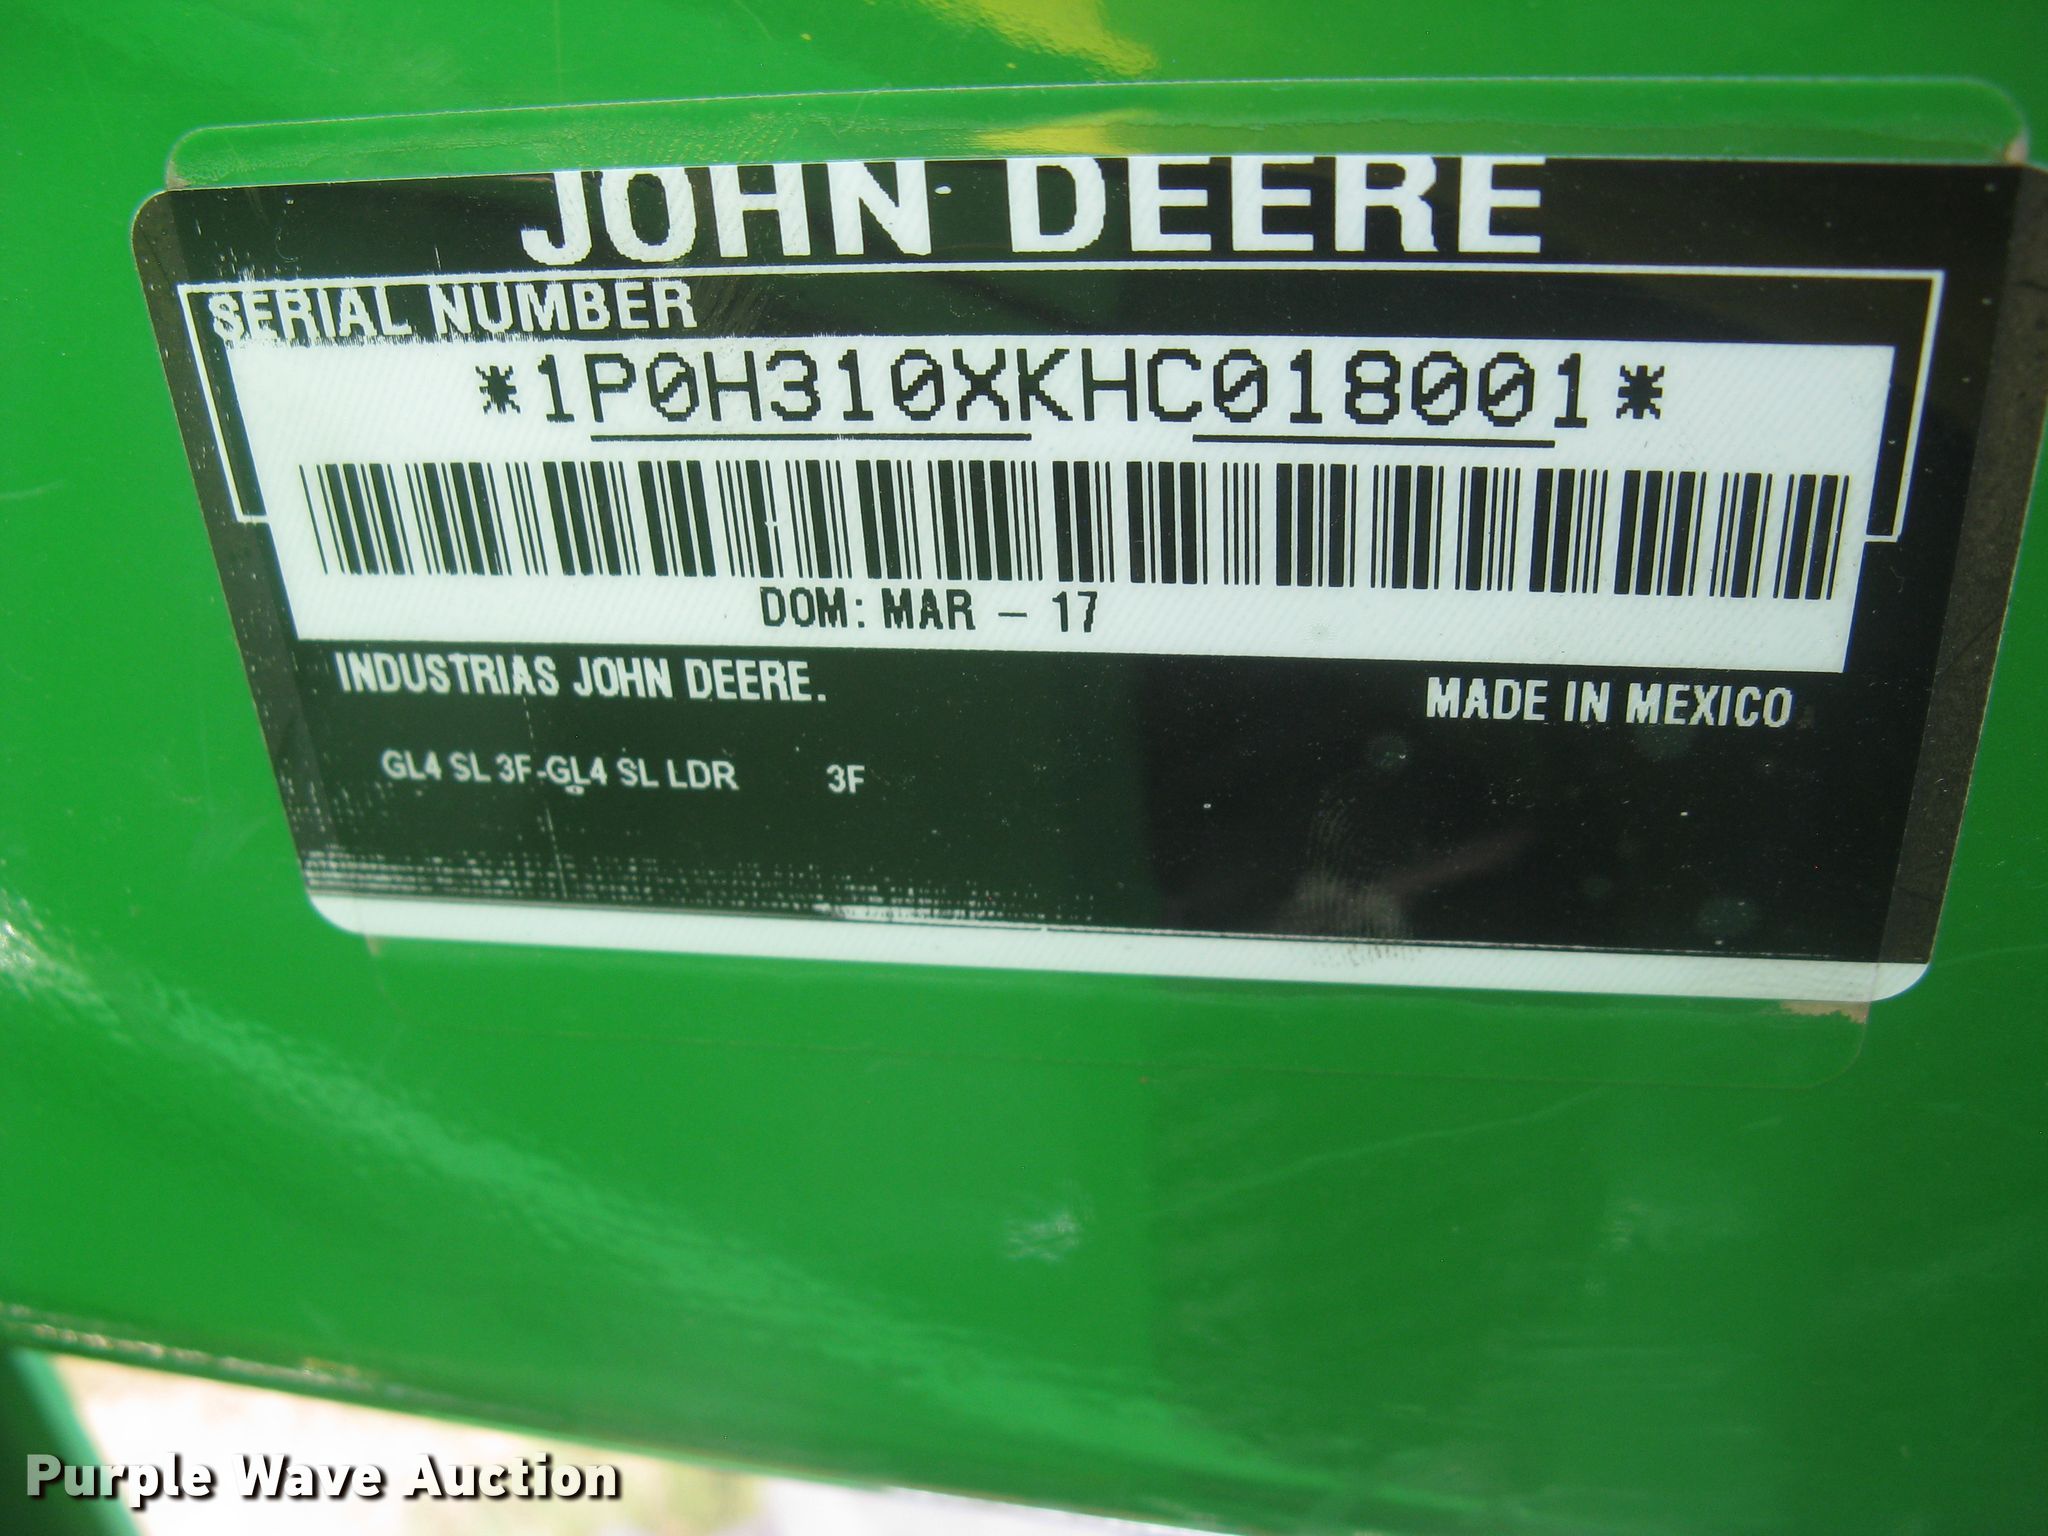 JOHN DEERE
SERIAL NUMBER
*1P0H310XKHC018001*
DOM: MAR - 17
INDUSTRIAS JOHN DEERE.
MADE IN MEXICO
GL4 SL 3F-GL4 SL LDR 3F
Purple Wave Auction